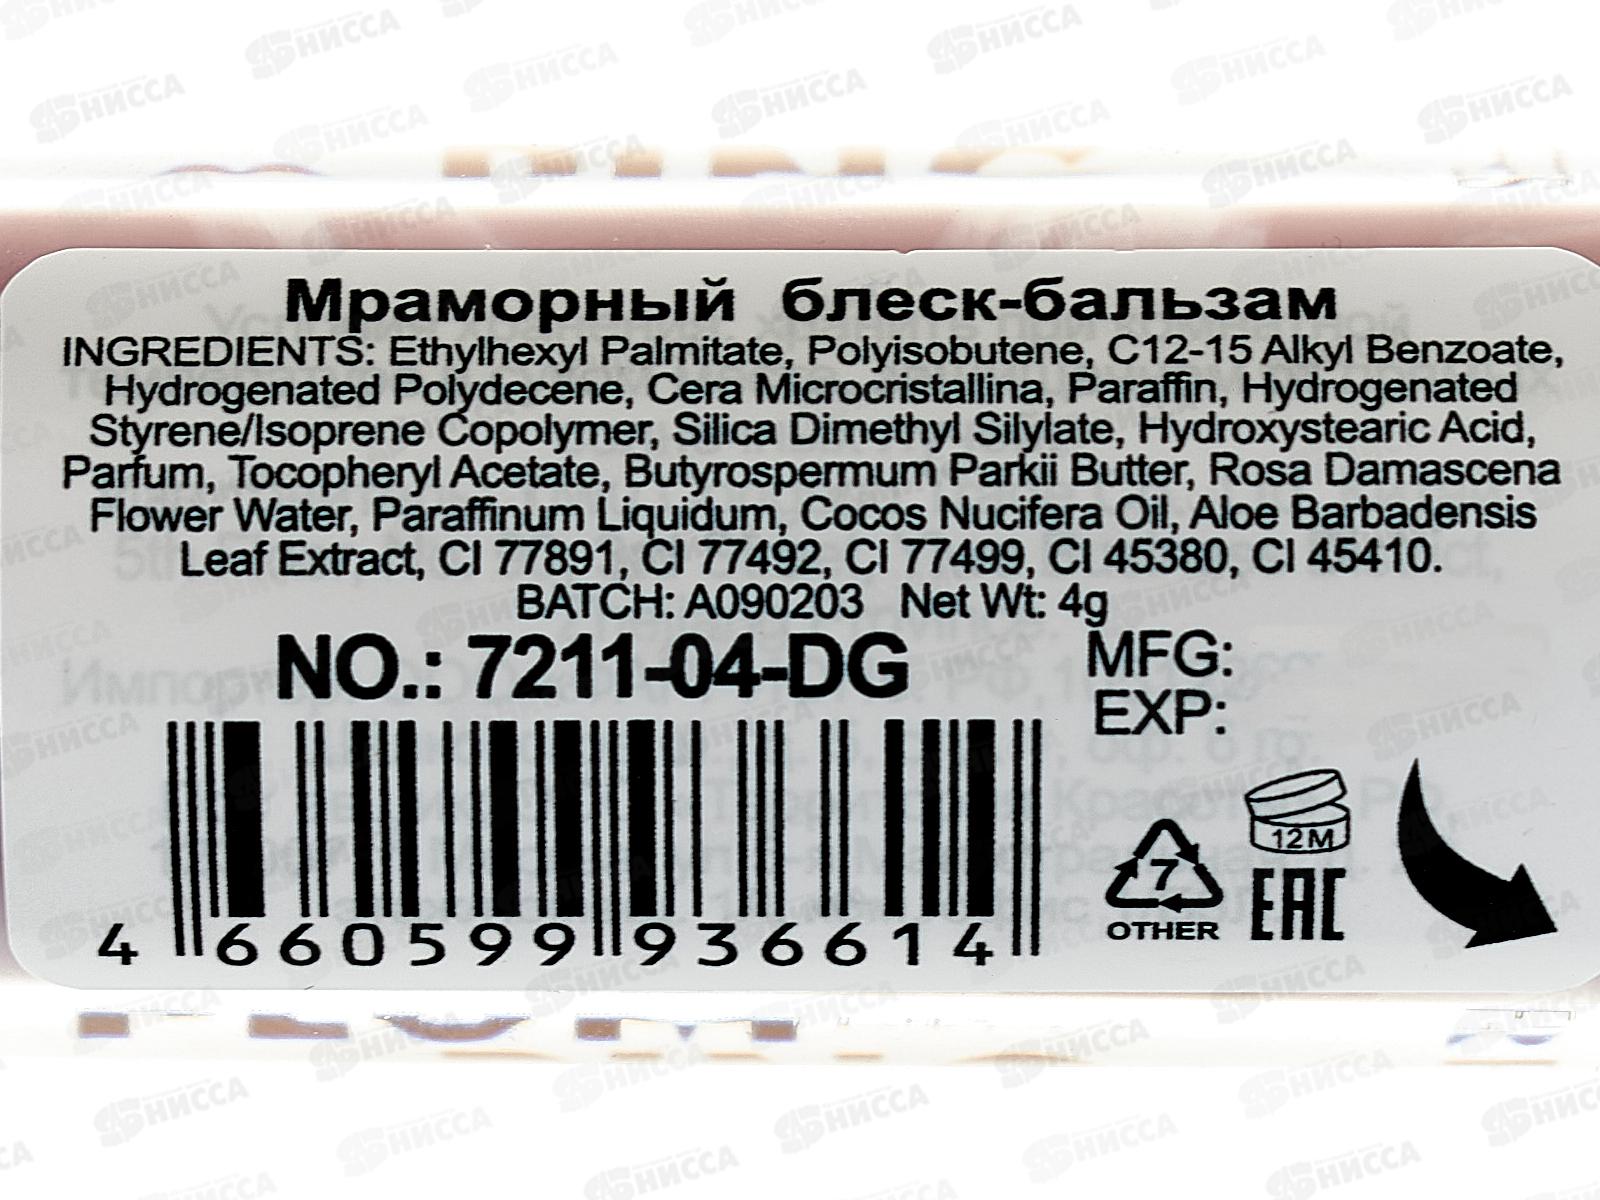 Мраморный блеск-бальзам
INGREDIENTS: Ethylhexyl Palmitate, Polyisobutene, C12-15 Alkyl Benzoate,
Hydrogenated Polydecene, Cera Microcristallina, Paraffin, Hydrogenated
Styrene/Isoprene Copolymer, Silica Dimethyl Silylate, Hydroxystearic Acid,
Parfum, Tocopheryl Acetate, Butyrospermum Parkii Butter, Rosa Damascena
Flower Water, Paraffinum Liquidum, Cocos Nucifera Oil, Aloe Barbadensis
Leaf Extract, CI 77891, CI 77492, CI 77499, CI 45380, CI 45410.
BATCH: A090203 Net Wt: 4g
NO.: 7211-04-DG
MFG:
EXP:
12M
7
OTHER
EAC
4 660599 936614
НИССА